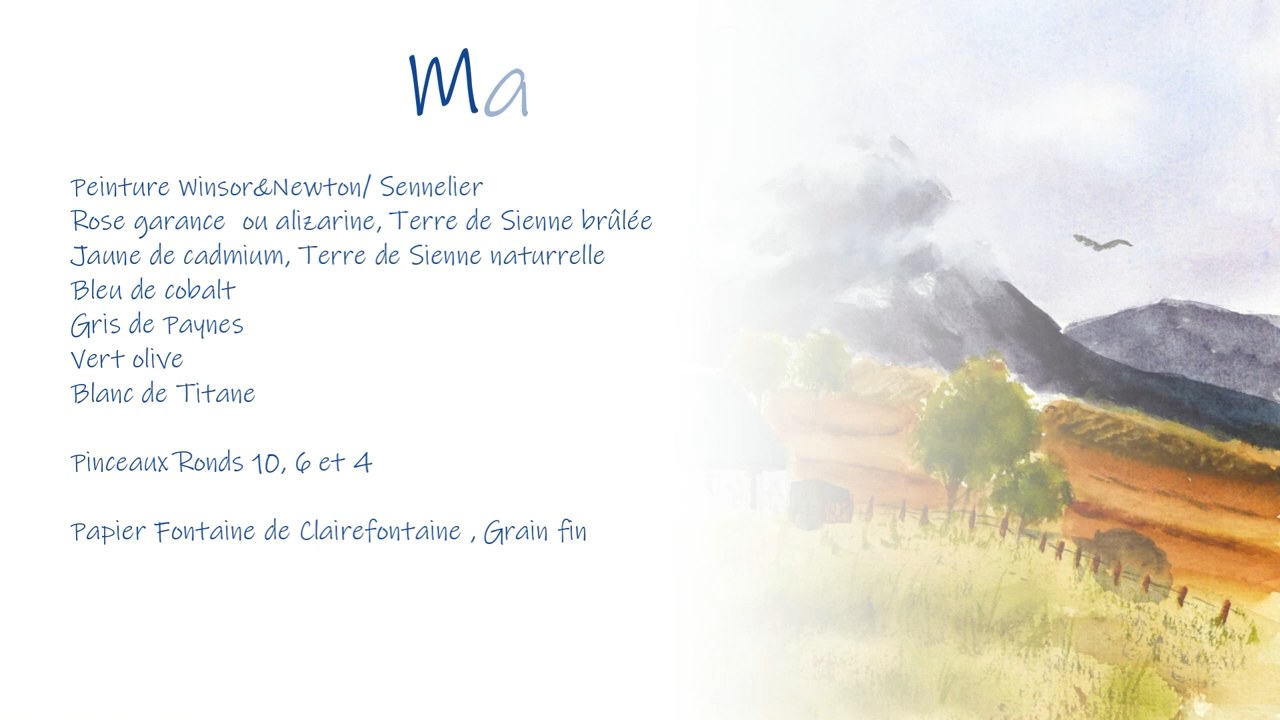 Ma
Peinture Winsor&Newton/ Sennelier
Rose garance ou alizarine, Terre de Sienne brûlée
Jaune de cadmium, Terre de Sienne naturrelle
Bleu de cobalt
Gris de Paynes
Vert olive
Blanc de Titane
Pinceaux Ronds 10, 6 et 4
Papier Fontaine de Clairefontaine , Grain fin